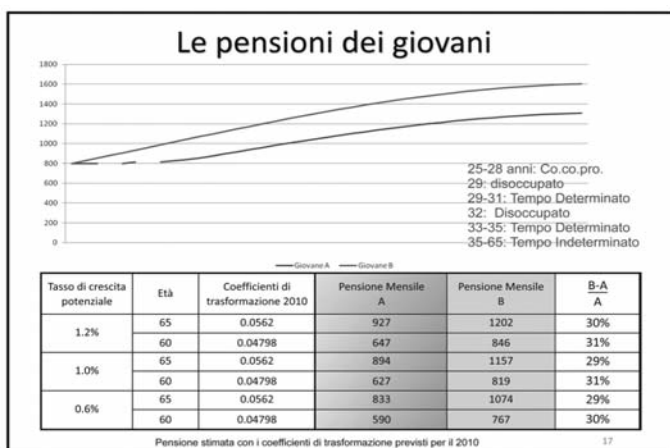 Le pensioni dei giovani
1800
1600
1400
1200
1000
800
600
400
200
0
25-28 anni: Co.co.pro.
29: disoccupato
29-31: Tempo Determinato
32: Disoccupato
33-35: Tempo Determinato
35-65: Tempo Indeterminato
Giovane A Giovane B
Tasso di crescita potenziale Età Coefficienti di trasformazione 2010 Pensione Mensile A Pensione Mensile B B-A A
1.2% 65 0.0562 927 1202 30%
60 0.04798 647 846 31%
1.0% 65 0.0562 894 1157 29%
60 0.04798 627 819 31%
0.6% 65 0.0562 833 1074 29%
60 0.04798 590 767 30%
Pensione stimata con i coefficienti di trasformazione previsti per il 2010 17